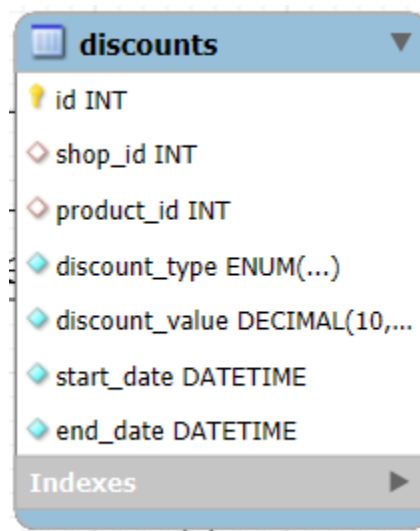 discounts
id INT
shop_id INT
product_id INT
discount_type ENUM(...)
discount_value DECIMAL(10,...
start_date DATETIME
end_date DATETIME
Indexes